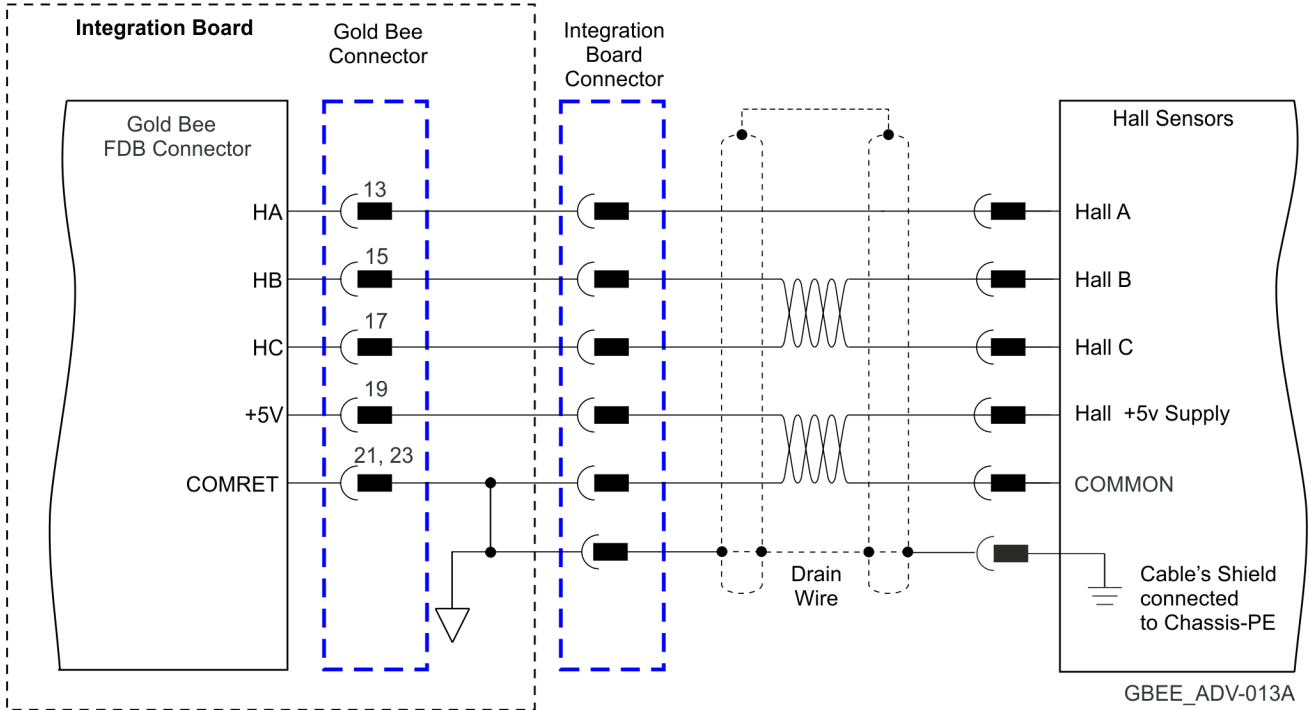 Integration Board
Gold Bee
Connector
Integration
Board
Connector
Gold Bee
FDB Connector
Hall Sensors
HA
13
Hall A
HB
15
Hall B
HC
17
Hall C
+5V
19
Hall +5v Supply
COMRET
21, 23
COMMON
Drain
Wire
Cable's Shield
connected
to Chassis-PE
GBEE_ADV-013A